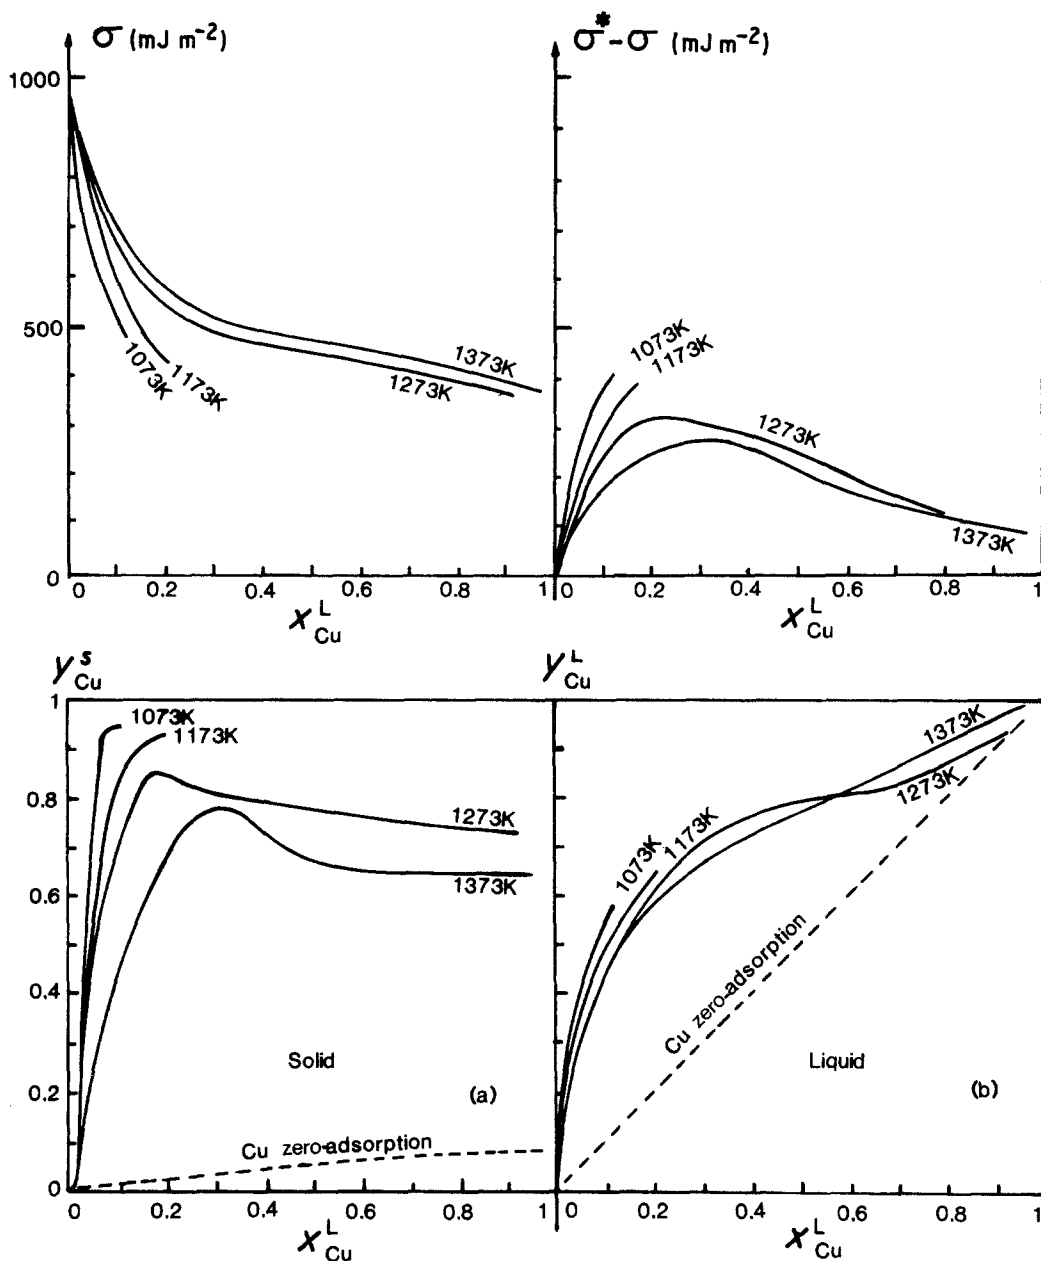 σ (mJ m⁻²)
1000
500
0
1073K
1173K
1273K
1373K
0 0.2 0.4 0.6 0.8 1
X^L_Cu
σ*-σ (mJ m⁻²)
1073K
1173K
1273K
1373K
0 0.2 0.4 0.6 0.8 1
X^L_Cu
y^s_Cu
1
0.8
0.6
0.4
0.2
0
1073K
1173K
1273K
1373K
Solid
(a)
Cu zero-adsorption
0 0.2 0.4 0.6 0.8 1
X^L_Cu
y^L_Cu
1373K
1273K
1173K
1073K
Cu zero-adsorption
Liquid
(b)
0 0.2 0.4 0.6 0.8 1
X^L_Cu